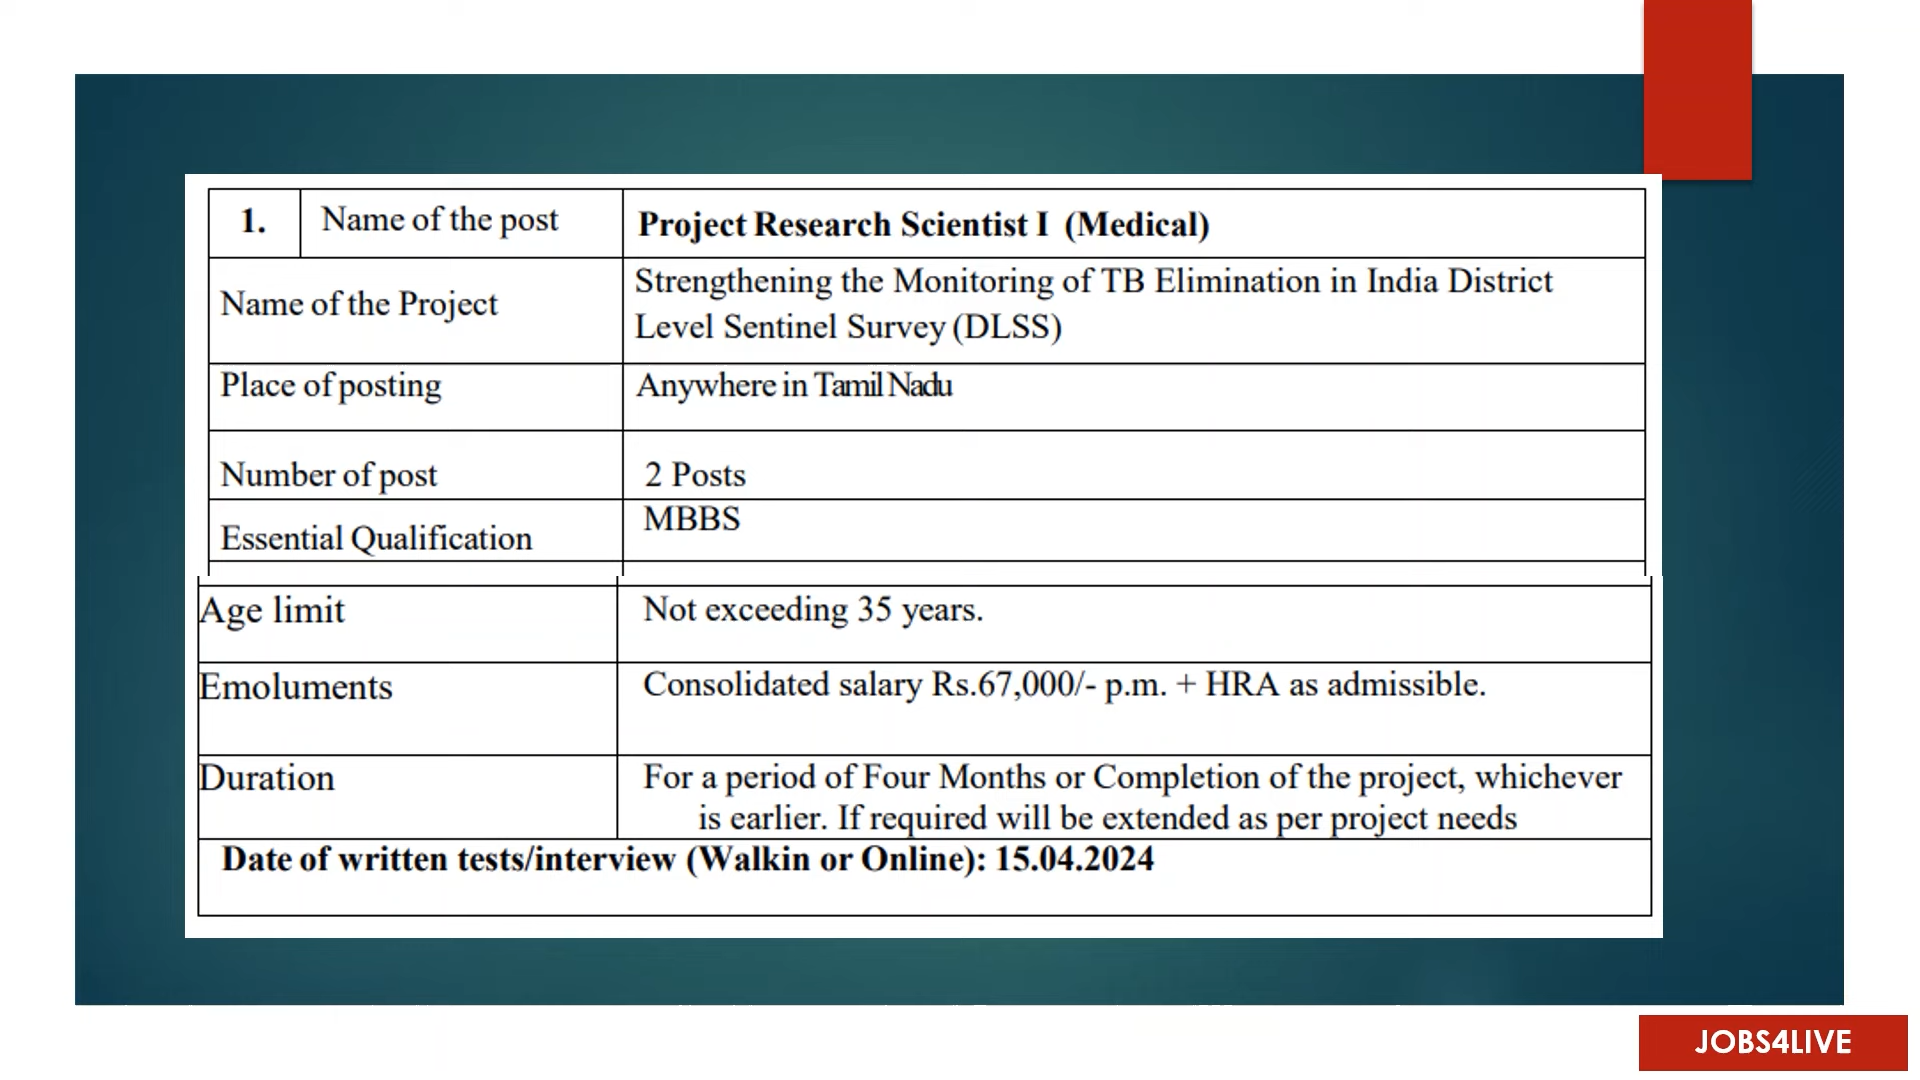 1. Name of the post Project Research Scientist I (Medical)
Name of the Project Strengthening the Monitoring of TB Elimination in India District
Level Sentinel Survey (DLSS)
Place of posting Anywhere in Tamil Nadu
Number of post 2 Posts
Essential Qualification MBBS
Age limit Not exceeding 35 years.
Emoluments Consolidated salary Rs.67,000/- p.m. + HRA as admissible.
Duration For a period of Four Months or Completion of the project, whichever
is earlier. If required will be extended as per project needs
Date of written tests/interview (Walkin or Online): 15.04.2024
JOBS4LIVE